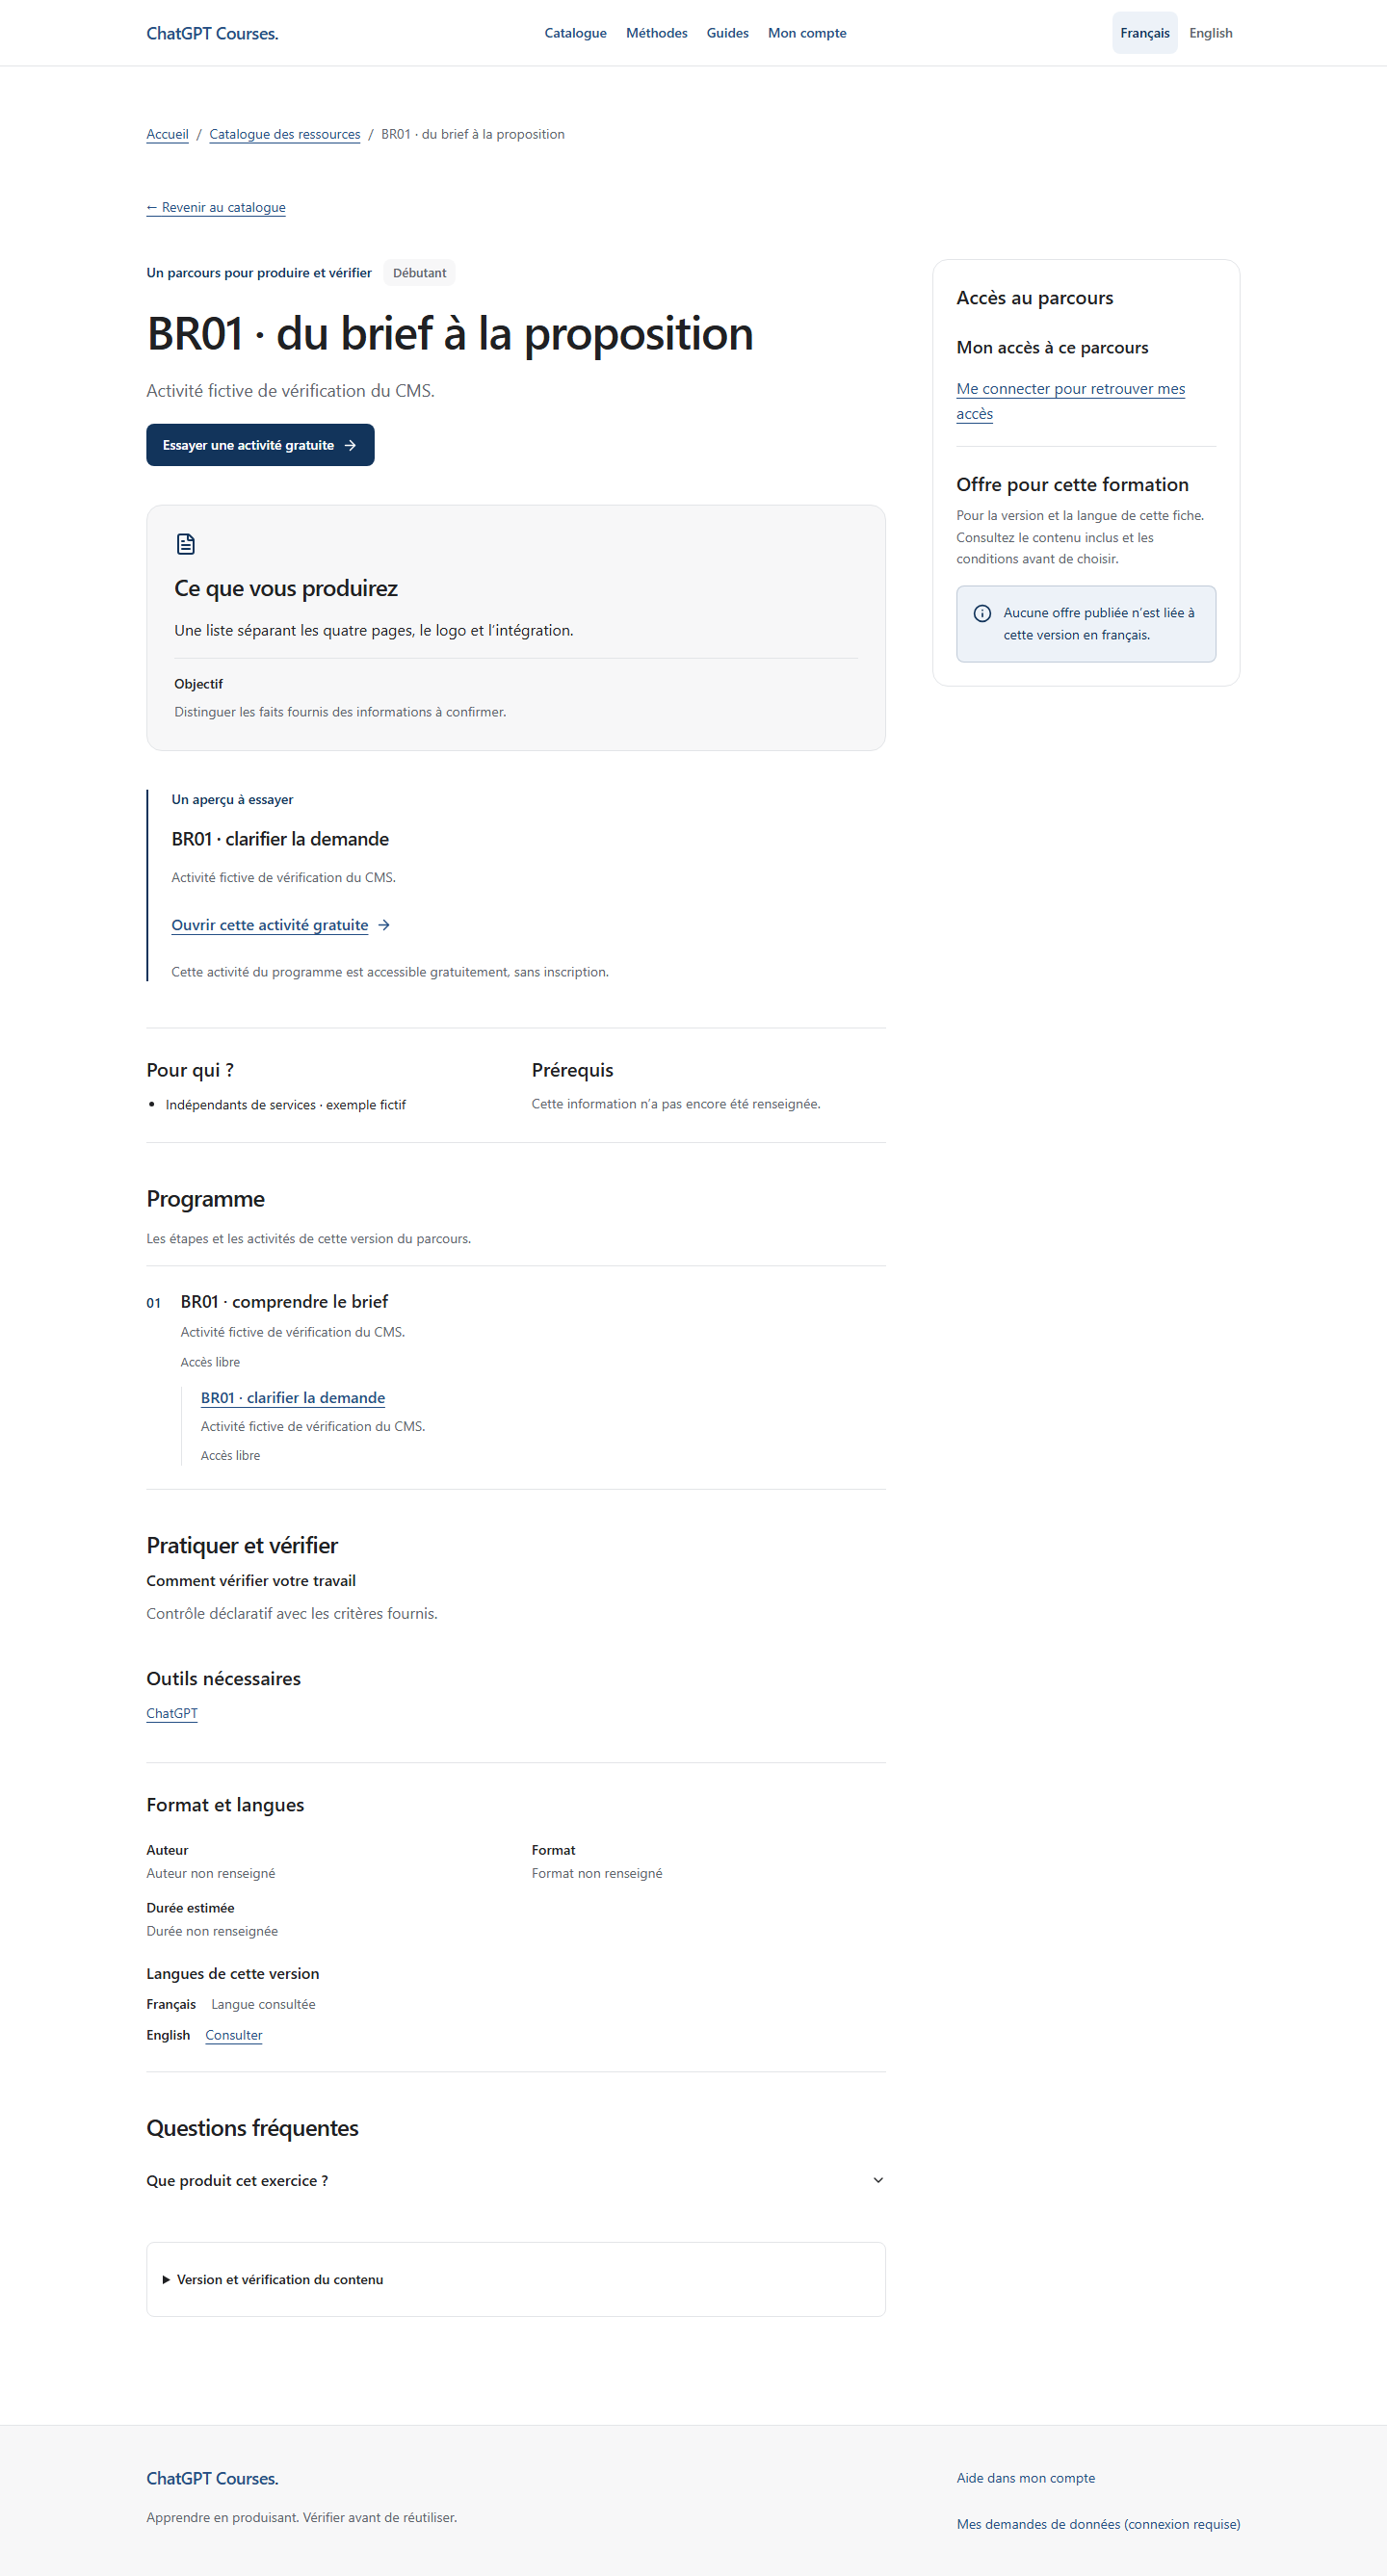 ChatGPT Courses.
Catalogue
Méthodes
Guides
Mon compte
Français
English
Accueil / Catalogue des ressources / BR01 · du brief à la proposition
← Revenir au catalogue
Un parcours pour produire et vérifier
Débutant
BR01 · du brief à la proposition
Activité fictive de vérification du CMS.
Essayer une activité gratuite →
Ce que vous produirez
Une liste séparant les quatre pages, le logo et l’intégration.
Objectif
Distinguer les faits fournis des informations à confirmer.
Un aperçu à essayer
BR01 · clarifier la demande
Activité fictive de vérification du CMS.
Ouvrir cette activité gratuite →
Cette activité du programme est accessible gratuitement, sans inscription.
Pour qui ?
• Indépendants de services · exemple fictif
Prérequis
Cette information n’a pas encore été renseignée.
Programme
Les étapes et les activités de cette version du parcours.
01 BR01 · comprendre le brief
Activité fictive de vérification du CMS.
Accès libre
BR01 · clarifier la demande
Activité fictive de vérification du CMS.
Accès libre
Pratiquer et vérifier
Comment vérifier votre travail
Contrôle déclaratif avec les critères fournis.
Outils nécessaires
ChatGPT
Format et langues
Auteur
Auteur non renseigné
Format
Format non renseigné
Durée estimée
Durée non renseignée
Langues de cette version
Français Langue consultée
English Consulter
Questions fréquentes
Que produit cet exercice ?
Version et vérification du contenu
Accès au parcours
Mon accès à ce parcours
Me connecter pour retrouver mes
accès
Offre pour cette formation
Pour la version et la langue de cette fiche.
Consultez le contenu inclus et les
conditions avant de choisir.
Aucune offre publiée n’est liée à
cette version en français.
ChatGPT Courses.
Apprendre en produisant. Vérifier avant de réutiliser.
Aide dans mon compte
Mes demandes de données (connexion requise)